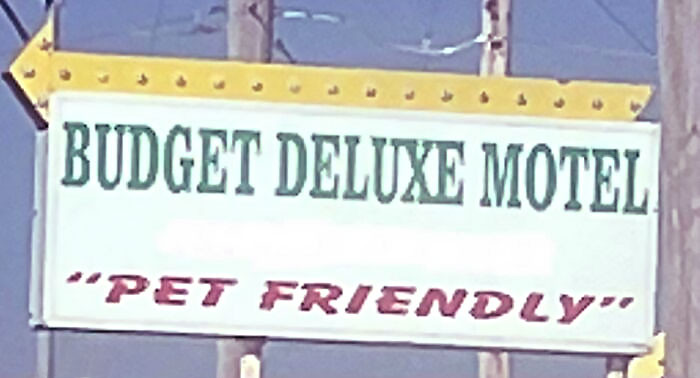 BUDGET DELUXE MOTEL
"PET FRIENDLY"